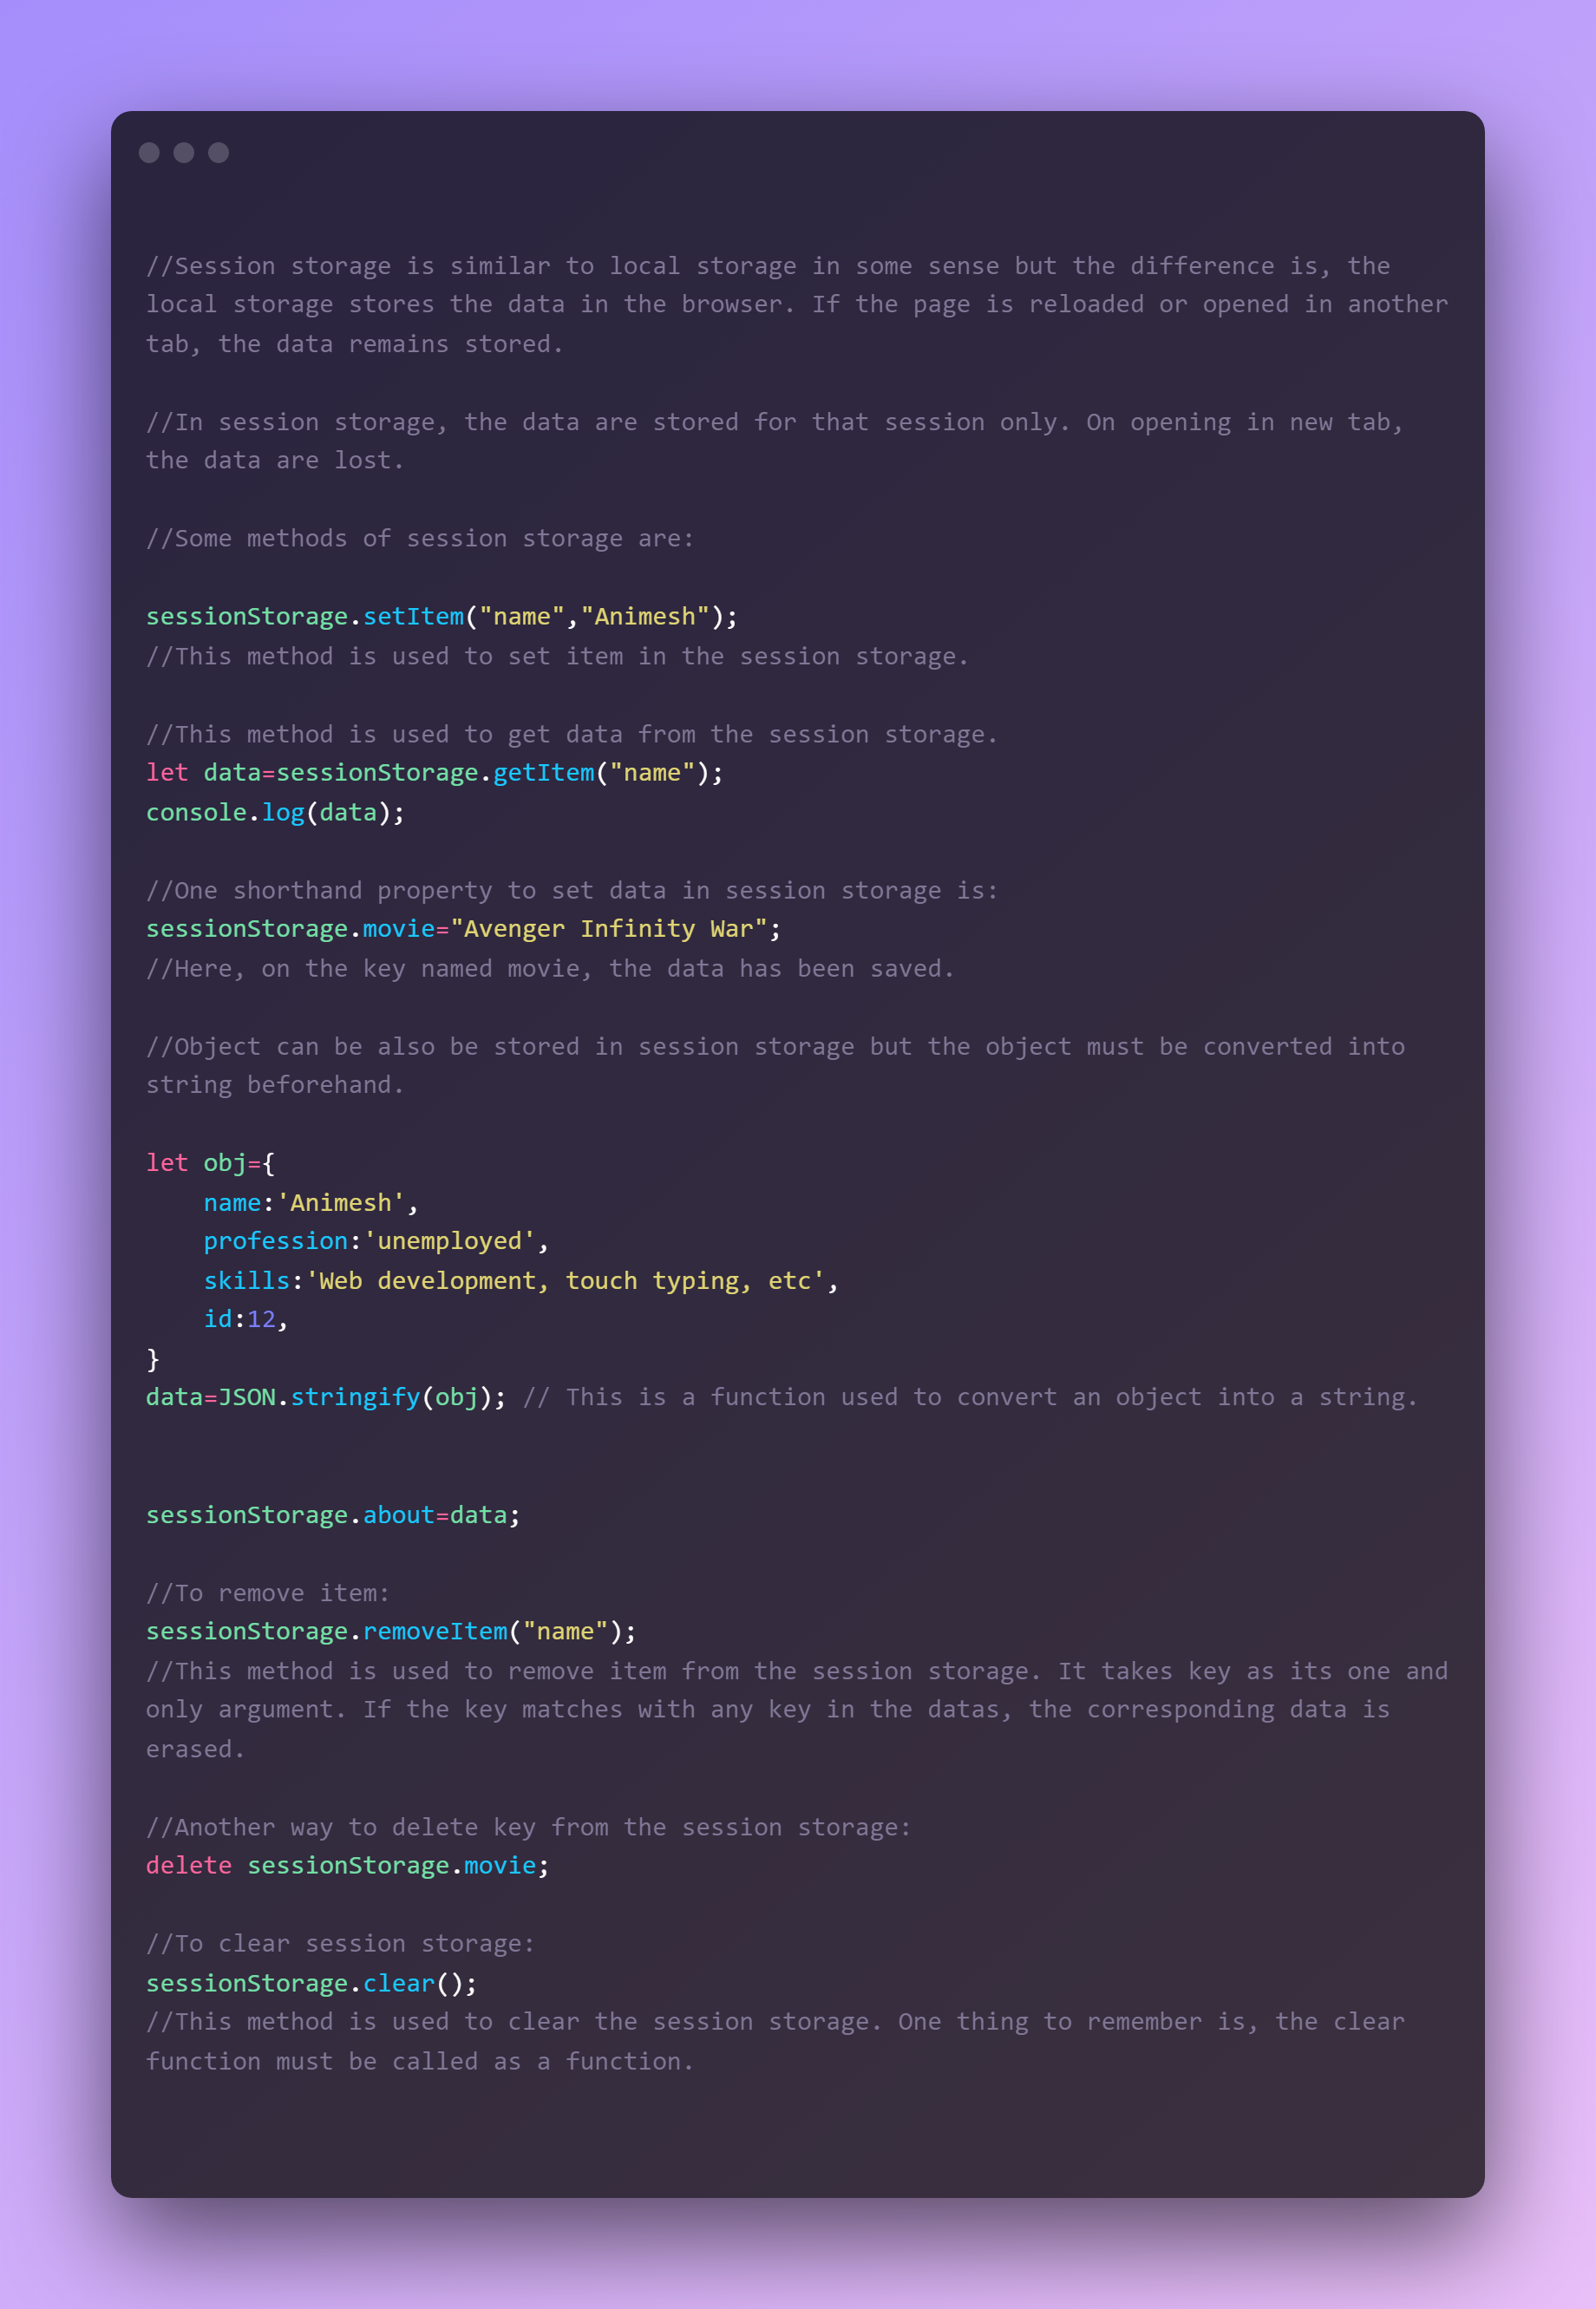 //Session storage is similar to local storage in some sense but the difference is, the
local storage stores the data in the browser. If the page is reloaded or opened in another
tab, the data remains stored.
//In session storage, the data are stored for that session only. On opening in new tab,
the data are lost.
//Some methods of session storage are:
sessionStorage.setItem("name","Animesh");
//This method is used to set item in the session storage.
//This method is used to get data from the session storage.
let data=sessionStorage.getItem("name");
console.log(data);
//One shorthand property to set data in session storage is:
sessionStorage.movie="Avenger Infinity War";
//Here, on the key named movie, the data has been saved.
//Object can be also be stored in session storage but the object must be converted into
string beforehand.
let obj={
    name:'Animesh',
    profession:'unemployed',
    skills:'Web development, touch typing, etc',
    id:12,
}
data=JSON.stringify(obj); // This is a function used to convert an object into a string.
sessionStorage.about=data;
//To remove item:
sessionStorage.removeItem("name");
//This method is used to remove item from the session storage. It takes key as its one and
only argument. If the key matches with any key in the datas, the corresponding data is
erased.
//Another way to delete key from the session storage:
delete sessionStorage.movie;
//To clear session storage:
sessionStorage.clear();
//This method is used to clear the session storage. One thing to remember is, the clear
function must be called as a function.